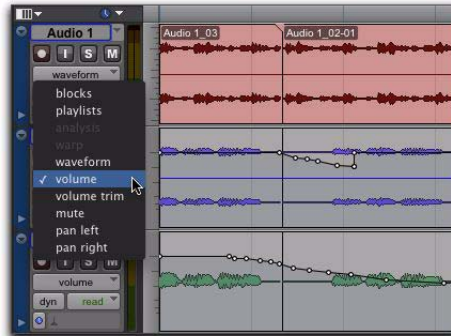 Audio 1
Audio 1_03
Audio 1_02-01
I S M
waveform
blocks
playlists
analysis
warp
waveform
volume
volume trim
mute
pan left
pan right
I S M
volume
dyn
read